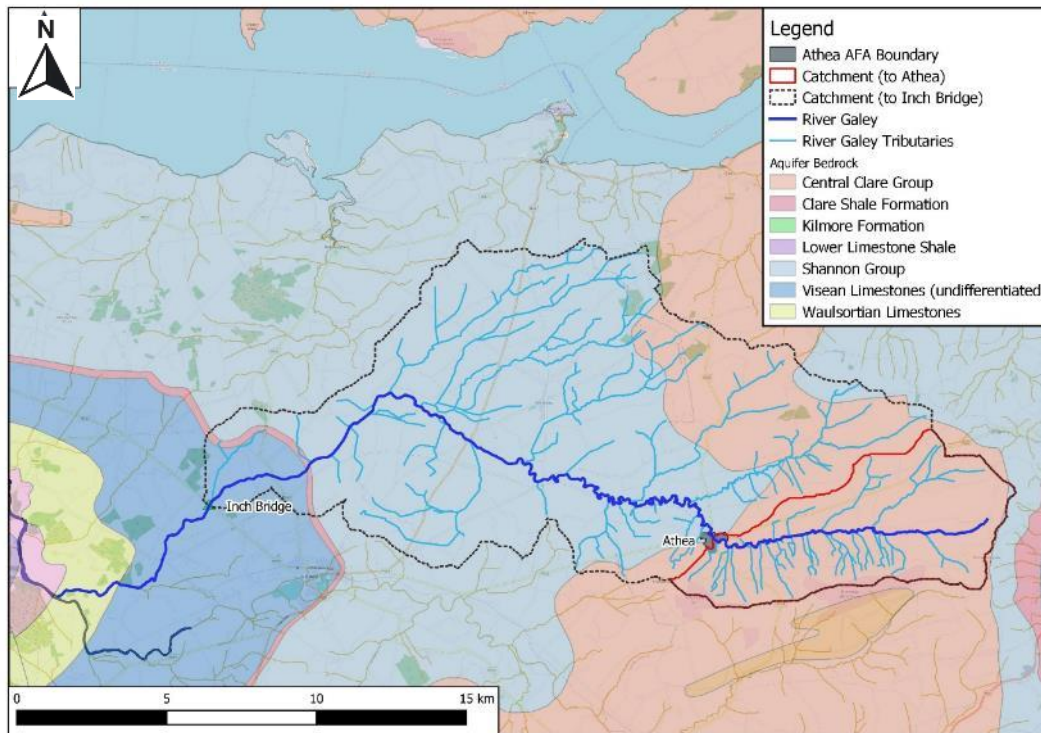 N
Legend
Athea AFA Boundary
Catchment (to Athea)
Catchment (to Inch Bridge)
River Galey
River Galey Tributaries
Aquifer Bedrock
Central Clare Group
Clare Shale Formation
Kilmore Formation
Lower Limestone Shale
Shannon Group
Visean Limestones (undifferentiated
Waulsortian Limestones
Inch Bridge
Athea
0 5 10 15 km